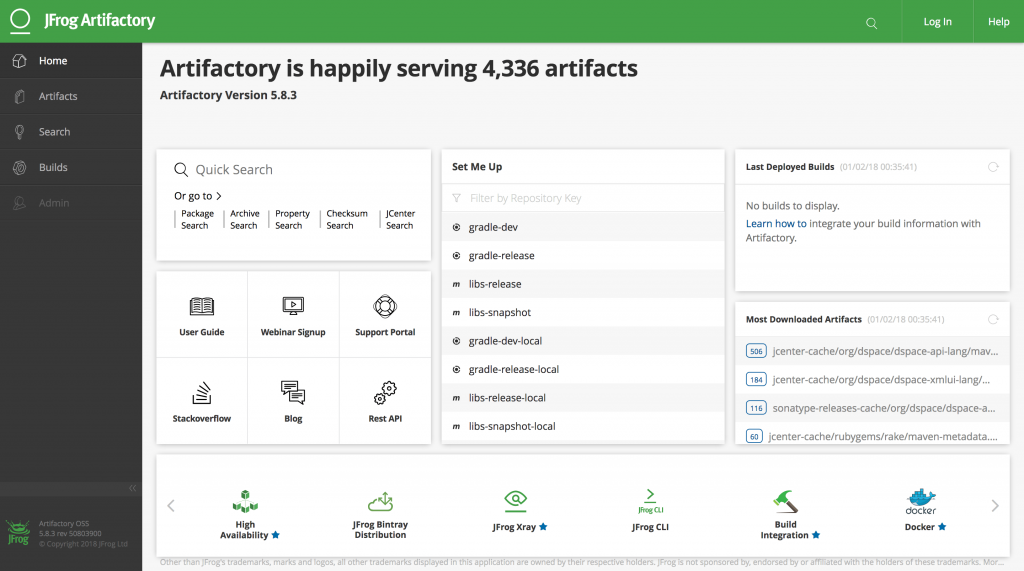 JFrog Artifactory
Log In
Help
Home
Artifacts
Search
Builds
Admin
Artifactory is happily serving 4,336 artifacts
Artifactory Version 5.8.3
Quick Search
Or go to >
Package Search
Archive Search
Property Search
Checksum Search
JCenter Search
User Guide
Webinar Signup
Support Portal
Stackoverflow
Blog
Rest API
Set Me Up
Filter by Repository Key
gradle-dev
gradle-release
m libs-release
m libs-snapshot
gradle-dev-local
gradle-release-local
m libs-release-local
m libs-snapshot-local
Last Deployed Builds (01/02/18 00:35:41)
No builds to display.
Learn how to integrate your build information with
Artifactory.
Most Downloaded Artifacts (01/02/18 00:35:41)
506 jcenter-cache/org/dspace/dspace-api-lang/mav...
184 jcenter-cache/org/dspace/dspace-xmlui-lang/...
116 sonatype-releases-cache/org/dspace/dspace-a...
60 jcenter-cache/rubygems/rake/maven-metadata....
High
Availability
JFrog Bintray
Distribution
JFrog Xray
JFrog CLI
JFrog CLI
Build
Integration
docker
Docker
JFrog
Artifactory OSS
5.8.3 rev 50803900
© Copyright 2018 JFrog Ltd
Other than JFrog's trademarks, marks and logos, all other trademarks displayed in this application are owned by their respective holders. JFrog is not sponsored by, endorsed by or affiliated with the holders of these trademarks. Mor...